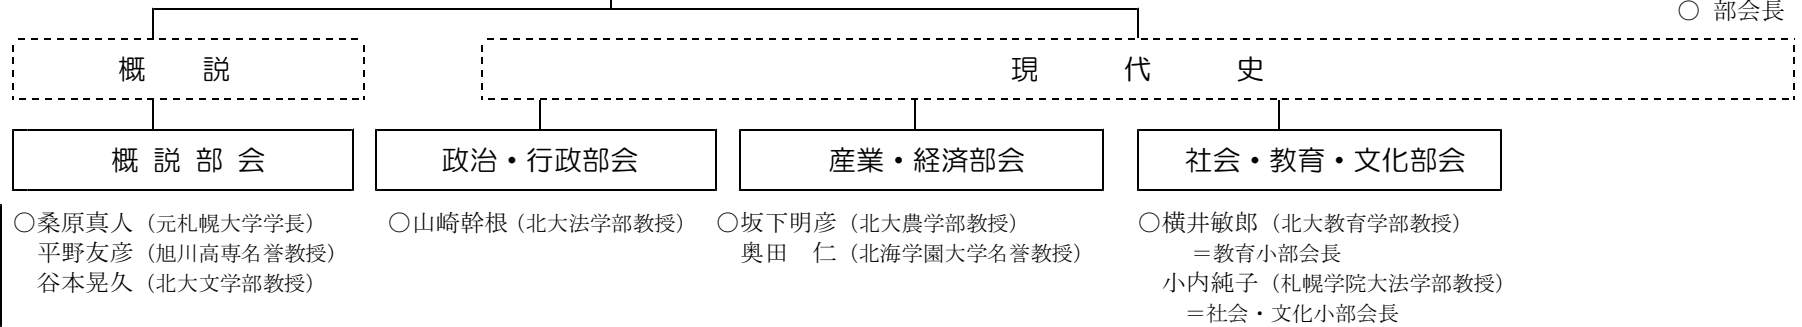 ○ 部会長
概　　説
現　　　代　　　史
概 説 部 会
政治・行政部会
産業・経済部会
社会・教育・文化部会
○桑原真人（元札幌大学学長）
平野友彦（旭川高専名誉教授）
谷本晃久（北大文学部教授）
○山崎幹根（北大法学部教授）
○坂下明彦（北大農学部教授）
奥田　仁（北海学園大学名誉教授）
○横井敏郎（北大教育学部教授）
＝教育小部会長
小内純子（札幌学院大法学部教授）
＝社会・文化小部会長